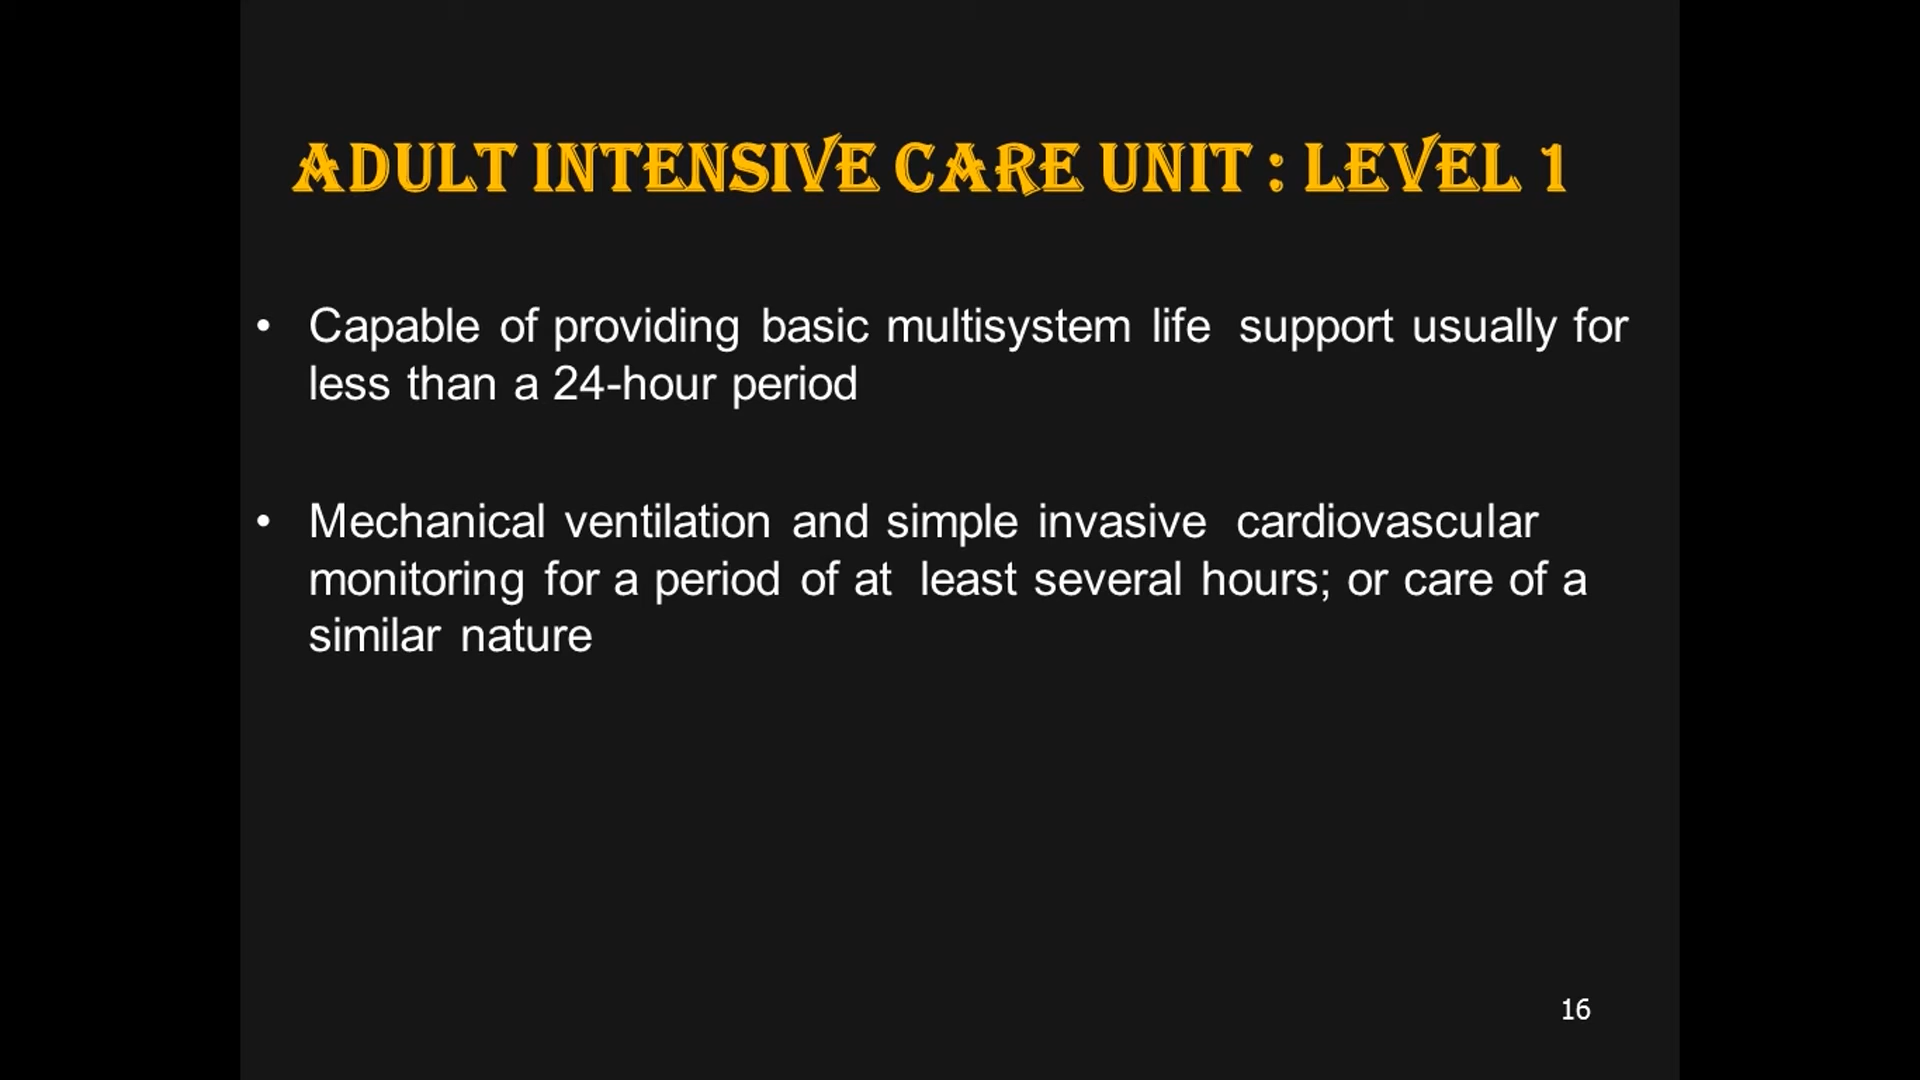 ADULT INTENSIVE CARE UNIT : LEVEL 1
• Capable of providing basic multisystem life support usually for
less than a 24-hour period
• Mechanical ventilation and simple invasive cardiovascular
monitoring for a period of at least several hours; or care of a
similar nature
16